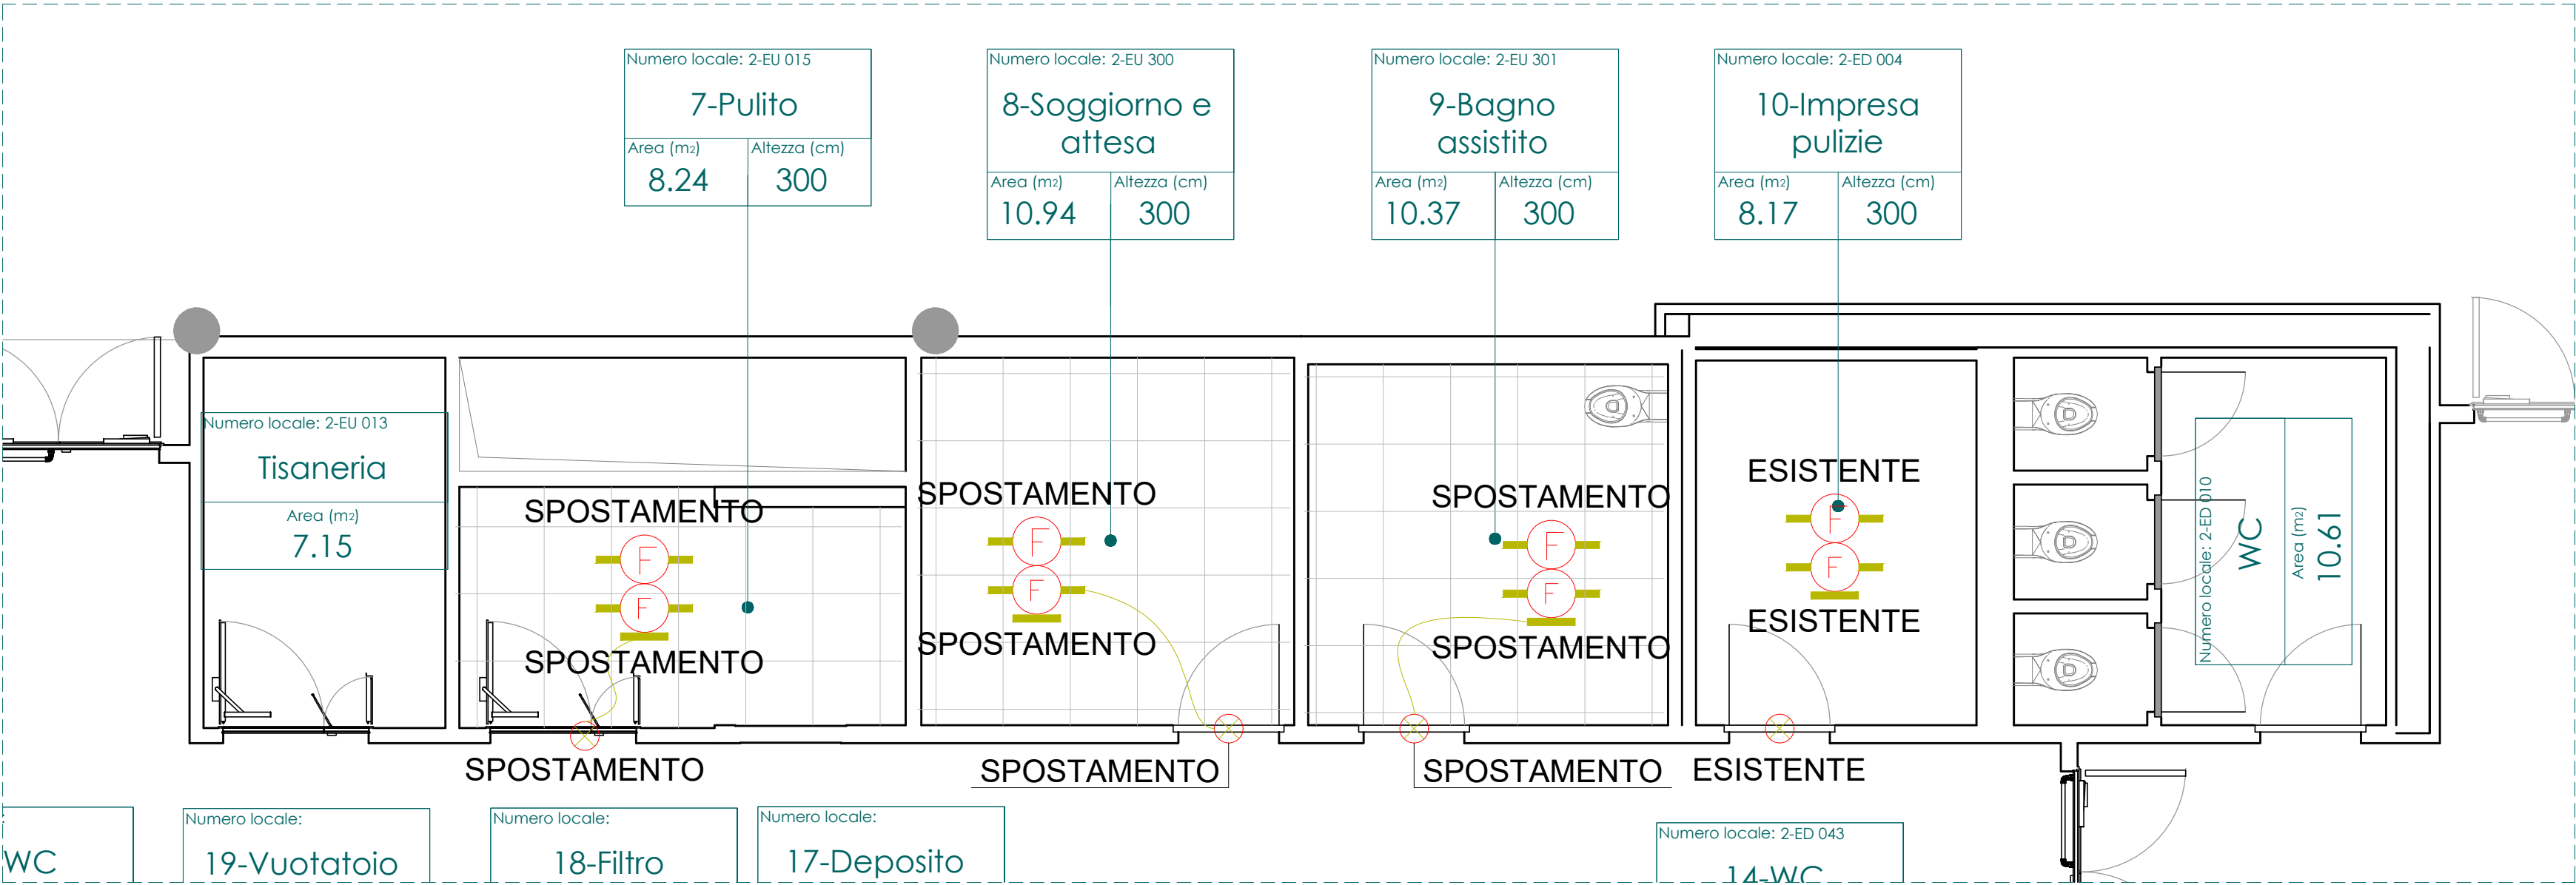 Numero locale: 2-EU 015
7-Pulito
Area (m2)
Altezza (cm)
8.24
300
Numero locale: 2-EU 300
8-Soggiorno e
attesa
Area (m2)
Altezza (cm)
10.94
300
Numero locale: 2-EU 301
9-Bagno
assistito
Area (m2)
Altezza (cm)
10.37
300
Numero locale: 2-ED 004
10-Impresa
pulizie
Area (m2)
Altezza (cm)
8.17
300
Numero locale: 2-EU 013
Tisaneria
Area (m2)
7.15
SPOSTAMENTO
F
F
SPOSTAMENTO
SPOSTAMENTO
F
F
SPOSTAMENTO
SPOSTAMENTO
F
F
SPOSTAMENTO
ESISTENTE
F
F
ESISTENTE
Numero locale: 2-ED 010
WC
Area (m2)
10.61
SPOSTAMENTO
SPOSTAMENTO
SPOSTAMENTO
ESISTENTE
WC
Numero locale:
19-Vuotatoio
Numero locale:
18-Filtro
Numero locale:
17-Deposito
Numero locale: 2-ED 043
14-WC